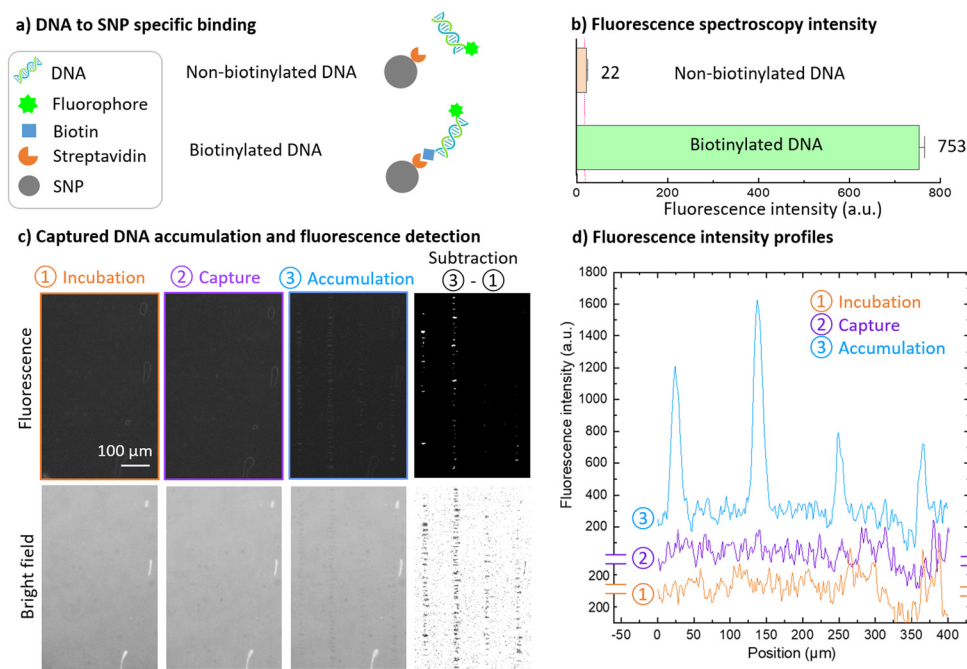 a) DNA to SNP specific binding
DNA
Fluorophore
Biotin
Streptavidin
SNP
Non-biotinylated DNA
Biotinylated DNA
b) Fluorescence spectroscopy intensity
22
Non-biotinylated DNA
Biotinylated DNA
753
0
200
400
600
800
Fluorescence intensity (a.u.)
c) Captured DNA accumulation and fluorescence detection
1 Incubation
2 Capture
3 Accumulation
Subtraction
3 - 1
Fluorescence
100 µm
Bright field
d) Fluorescence intensity profiles
1800
1600
1400
1200
1000
800
600
400
200
200
200
Fluorescence intensity (a.u.)
1 Incubation
2 Capture
3 Accumulation
3
2
1
-50
0
50
100
150
200
250
300
350
400
Position (µm)